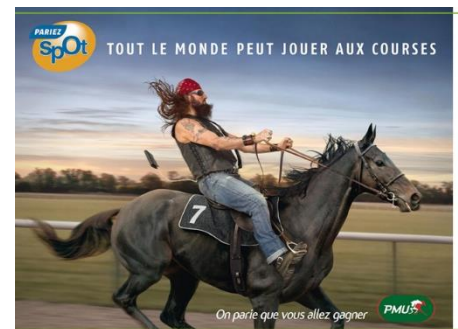 PARIEZ
spOt
TOUT LE MONDE PEUT JOUER AUX COURSES
7
On parie que vous allez gagner
PMU